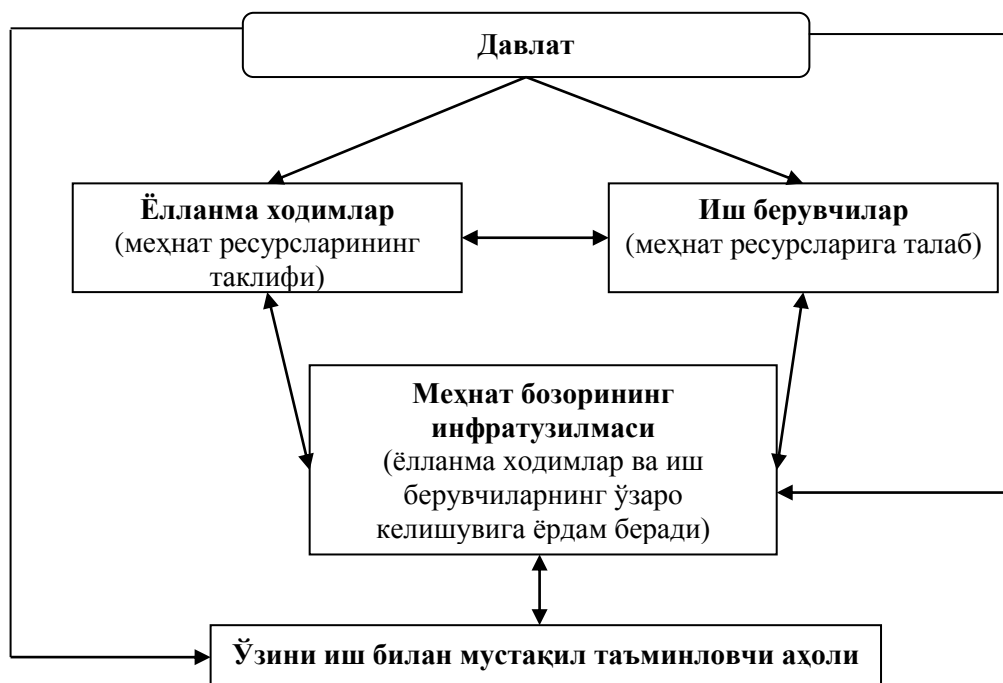 Давлат
Ёлланма ходимлар
(меҳнат ресурсларининг
таклифи)
Иш берувчилар
(меҳнат ресурсларига талаб)
Меҳнат бозорининг
инфратузилмаси
(ёлланма ходимлар ва иш
берувчиларнинг ўзаро
келишувига ёрдам беради)
Ўзини иш билан мустақил таъминловчи аҳоли